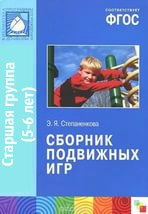 СООТВЕТСТВУЕТ
ФГОС
Старшая группа
(5-6 лет)
Э. Я. Степаненкова
СБОРНИК
ПОДВИЖНЫХ
ИГР